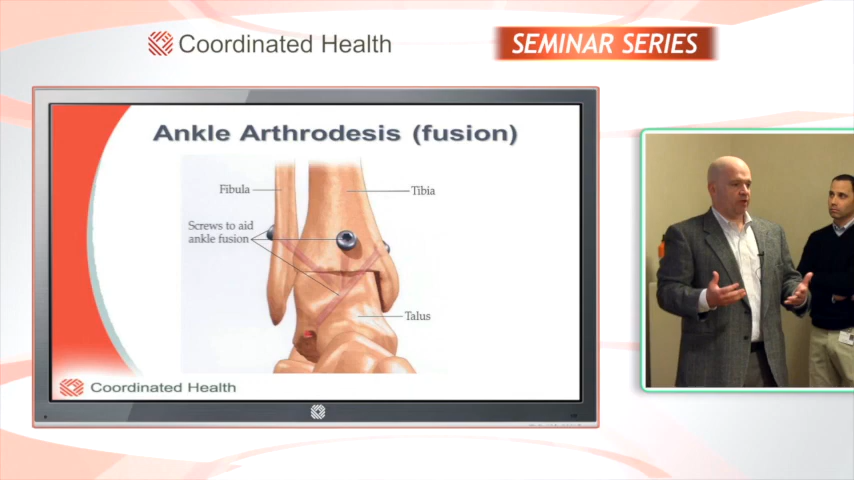 Coordinated Health
SEMINAR SERIES
Ankle Arthrodesis (fusion)
Fibula
Tibia
Screws to aid
ankle fusion
Talus
Coordinated Health